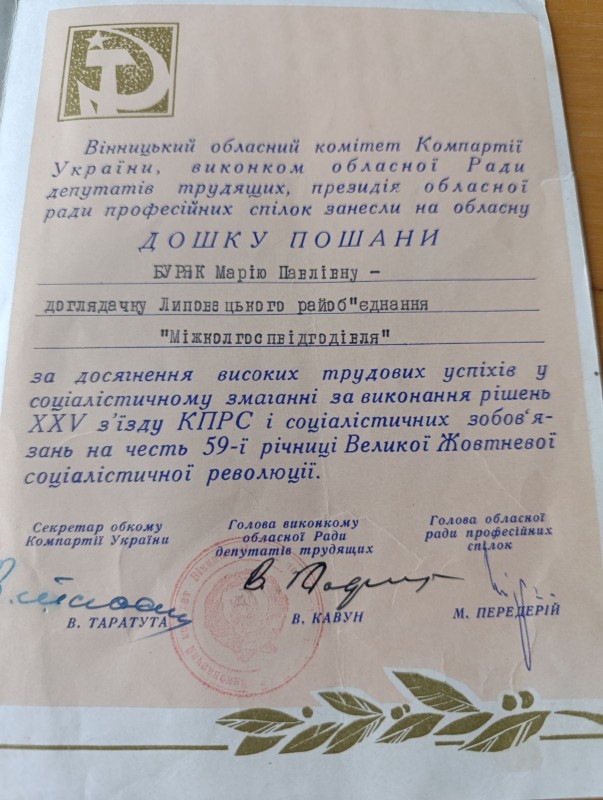 Вінницький обласний комітет Компартії
України, виконком обласної Ради
депутатів трудящих, президія обласної
ради професійних спілок занесли на обласну
ДОШКУ ПОШАНИ
БУРЯК Марію Павлівну –
доглядачку Липовецького райоб"єднання
"Міжколгоспвідгодівля"
за досягнення високих трудових успіхів у
соціалістичному змаганні за виконання рішень
XXV з'їзду КПРС і соціалістичних зобов'я-
зань на честь 59-ї річниці Великої Жовтневої
соціалістичної революції.
Секретар обкому
Компартії України
Голова виконкому
обласної Ради
депутатів трудящих
Голова обласної
ради професійних
спілок
В. ТАРАТУТА
В. КАВУН
М. ПЕРЕДЕРІЙ